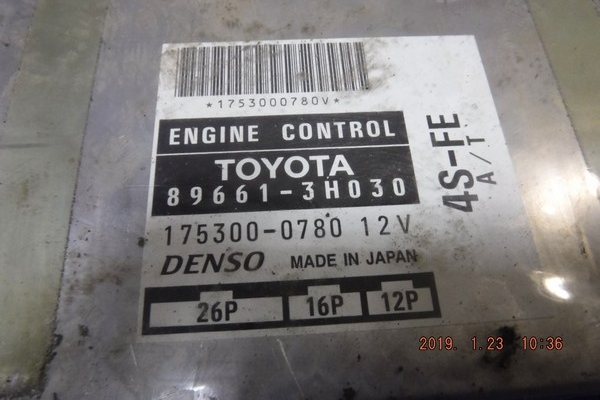 *1753000780V*
ENGINE CONTROL
TOYOTA
89661-3H030
175300-0780 12V
DENSO MADE IN JAPAN
26P 16P 12P
4S-FE
A/T
2019. 1.23 10:36